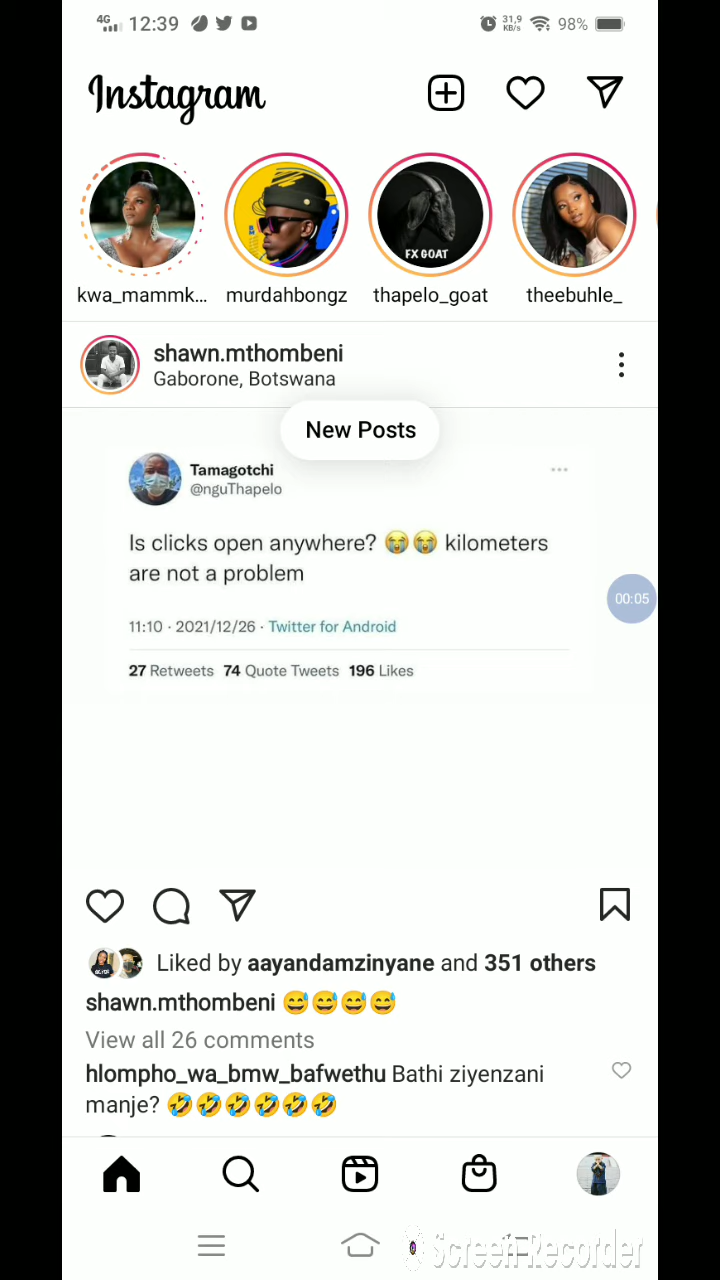 4G 12:39 31,9 KB/s 98%
Instagram
FX GOAT
kwa_mammk... murdahbongz thapelo_goat theebuhle_
shawn.mthombeni
Gaborone, Botswana
New Posts
Tamagotchi
@nguThapelo
Is clicks open anywhere? 😭😭 kilometers
are not a problem
00:05
11:10 · 2021/12/26 · Twitter for Android
27 Retweets 74 Quote Tweets 196 Likes
Liked by aayandamzinyane and 351 others
shawn.mthombeni 😅😅😅😅
View all 26 comments
hlompho_wa_bmw_bafwethu Bathi ziyenzani
manje? 🤣🤣🤣🤣🤣🤣
Screen Recorder